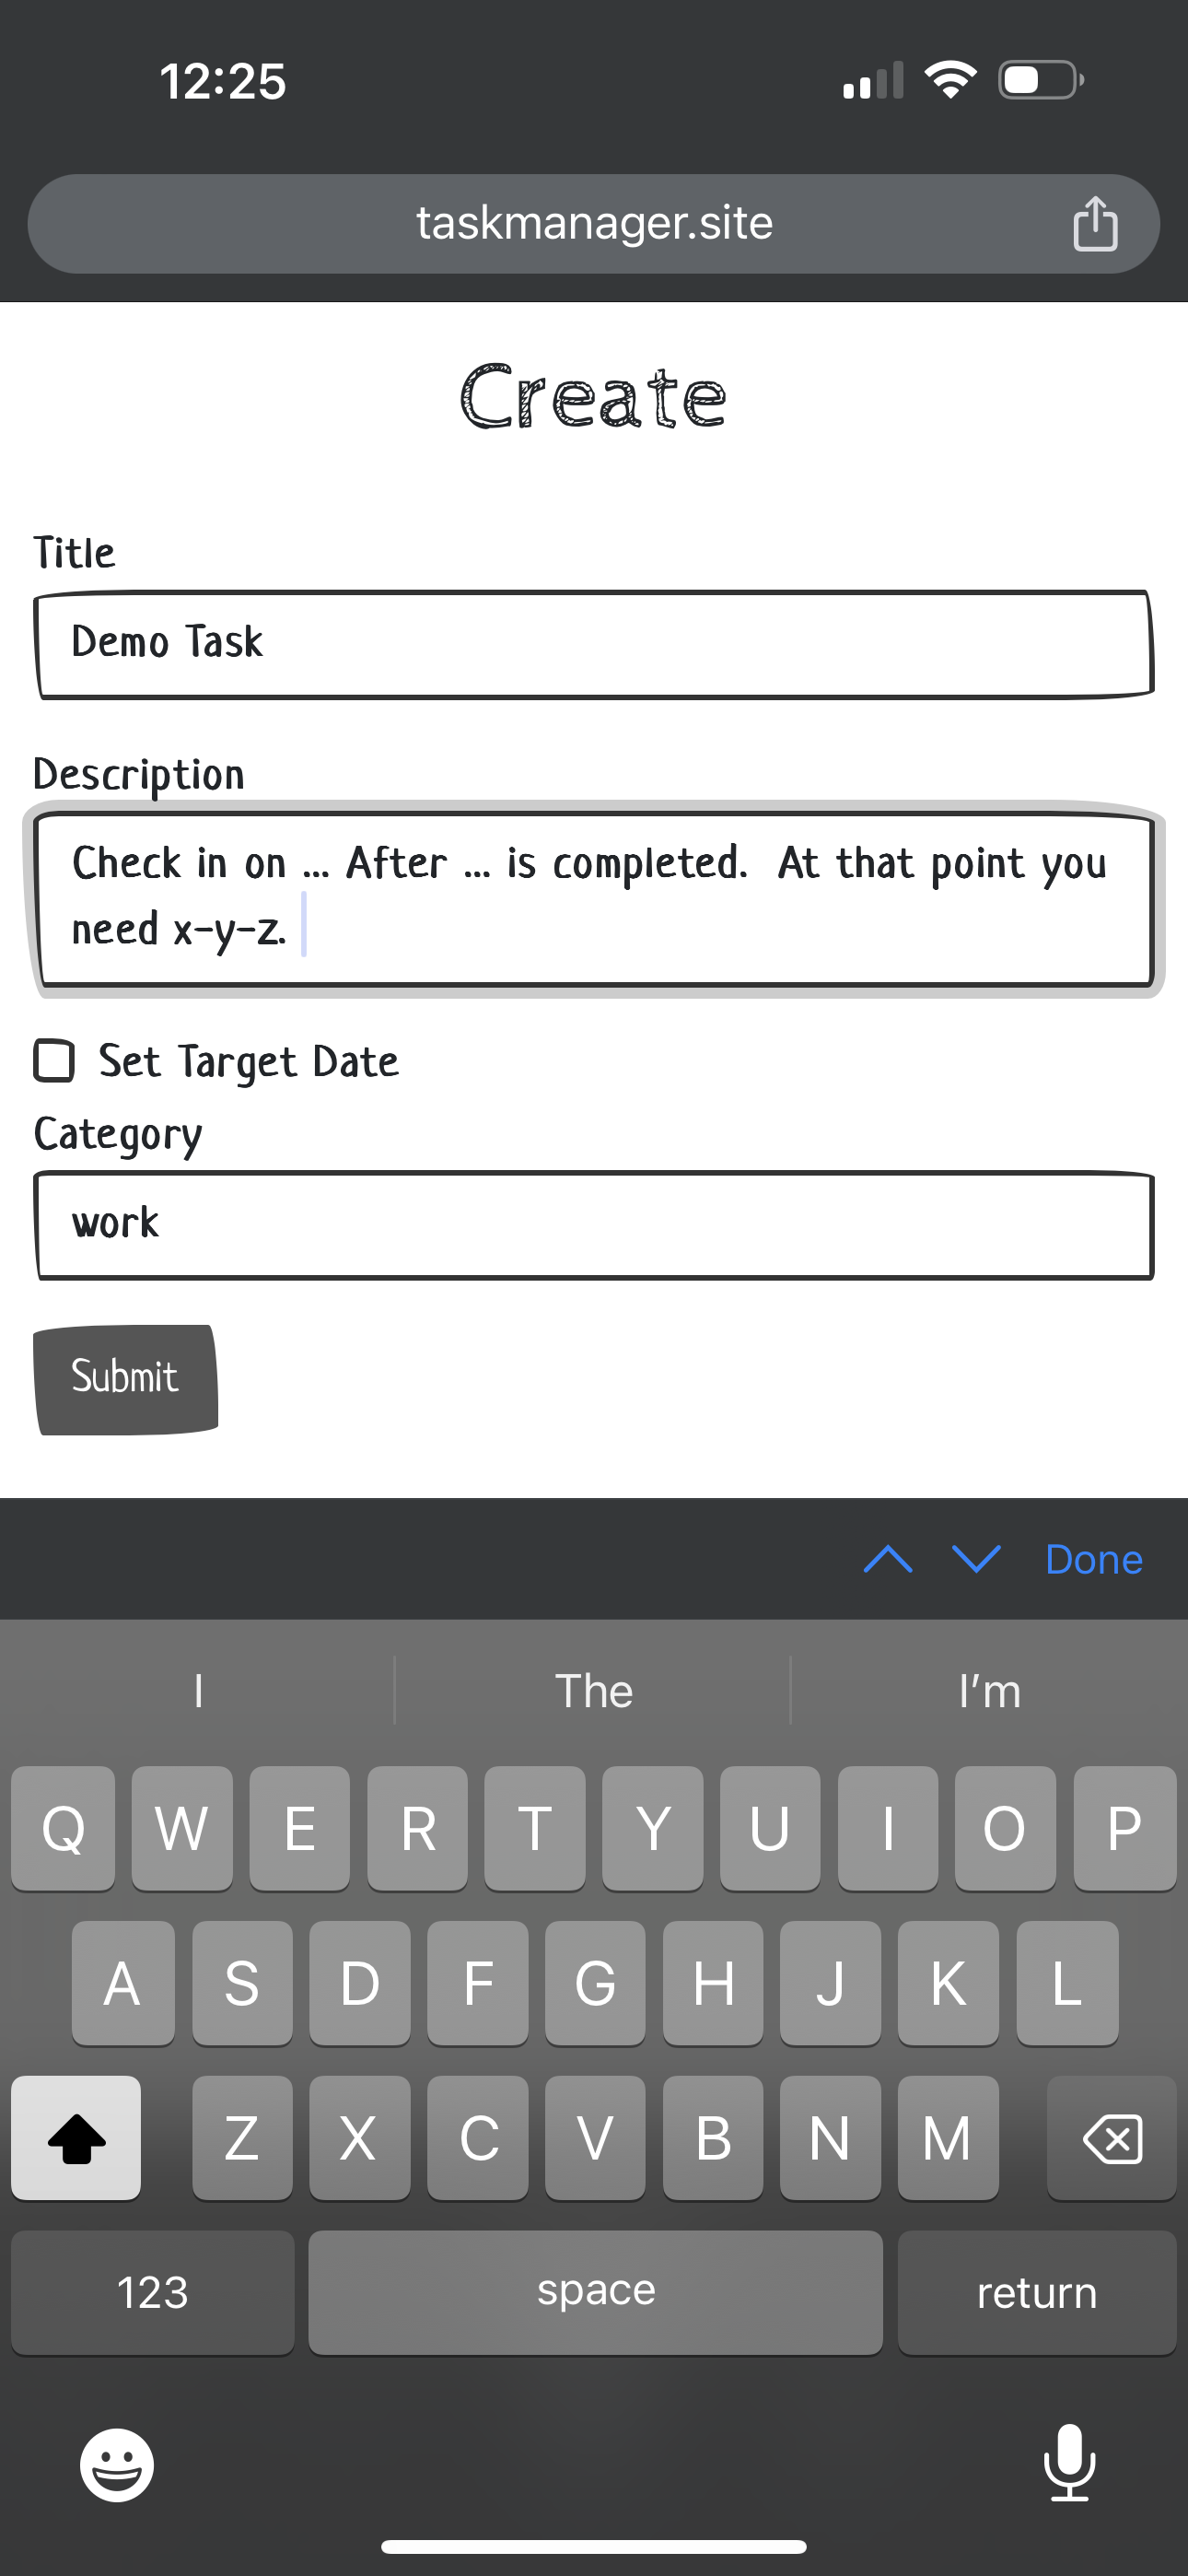 12:25
taskmanager.site
Create
Title
Demo Task
Description
Check in on ... After ... is completed.  At that point you
need x-y-z.
Set Target Date
Category
work
Submit
Done
I The I'm
Q W E R T Y U I O P
A S D F G H J K L
Z X C V B N M
123 space return